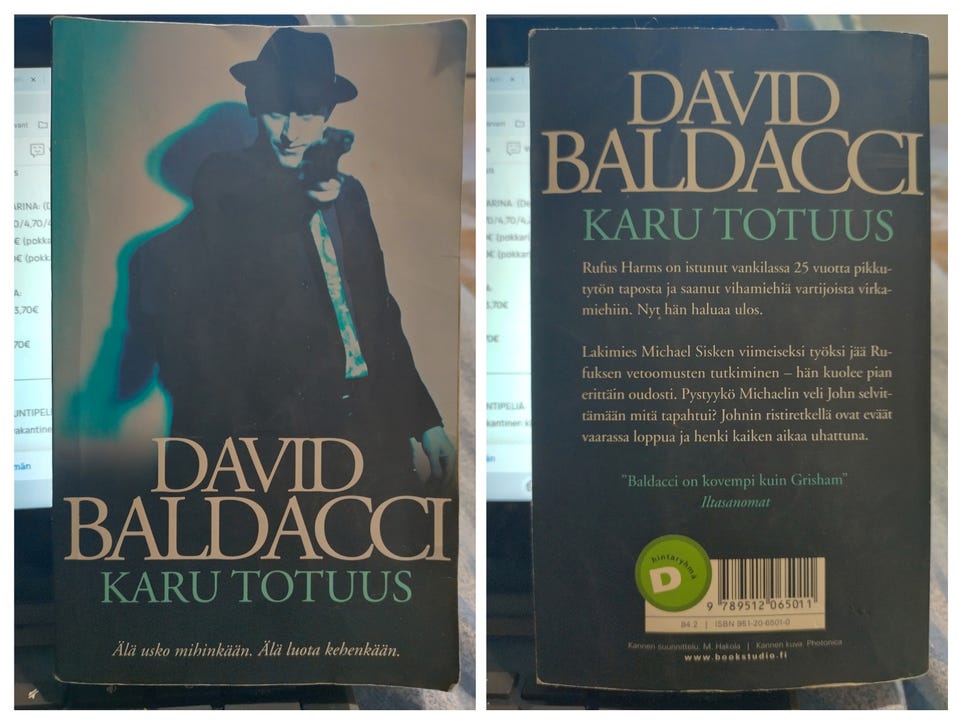 DAVID
BALDACCI
KARU TOTUUS
Älä usko mihinkään. Älä luota kehenkään.
DAVID
BALDACCI
KARU TOTUUS
Rufus Harms on istunut vankilassa 25 vuotta pikku-
tytön taposta ja saanut vihamiehiä vartijoista virka-
miehiin. Nyt hän haluaa ulos.
Lakimies Michael Sisken viimeiseksi työksi jää Ru-
fuksen vetoomusten tutkiminen – hän kuolee pian
erittäin oudosti. Pystyykö Michaelin veli John selvit-
tämään mitä tapahtui? Johnin ristiretkellä ovat eväät
vaarassa loppua ja henki kaiken aikaa uhattuna.
”Baldacci on kovempi kuin Grisham”
Iltasanomat
hintaryhmä
D
9 789512 065011
84.2 | ISBN 951-20-6501-0
Kannen suunnittelu: M. Hakola | Kannen kuva: Photonica
www.bookstudio.fi